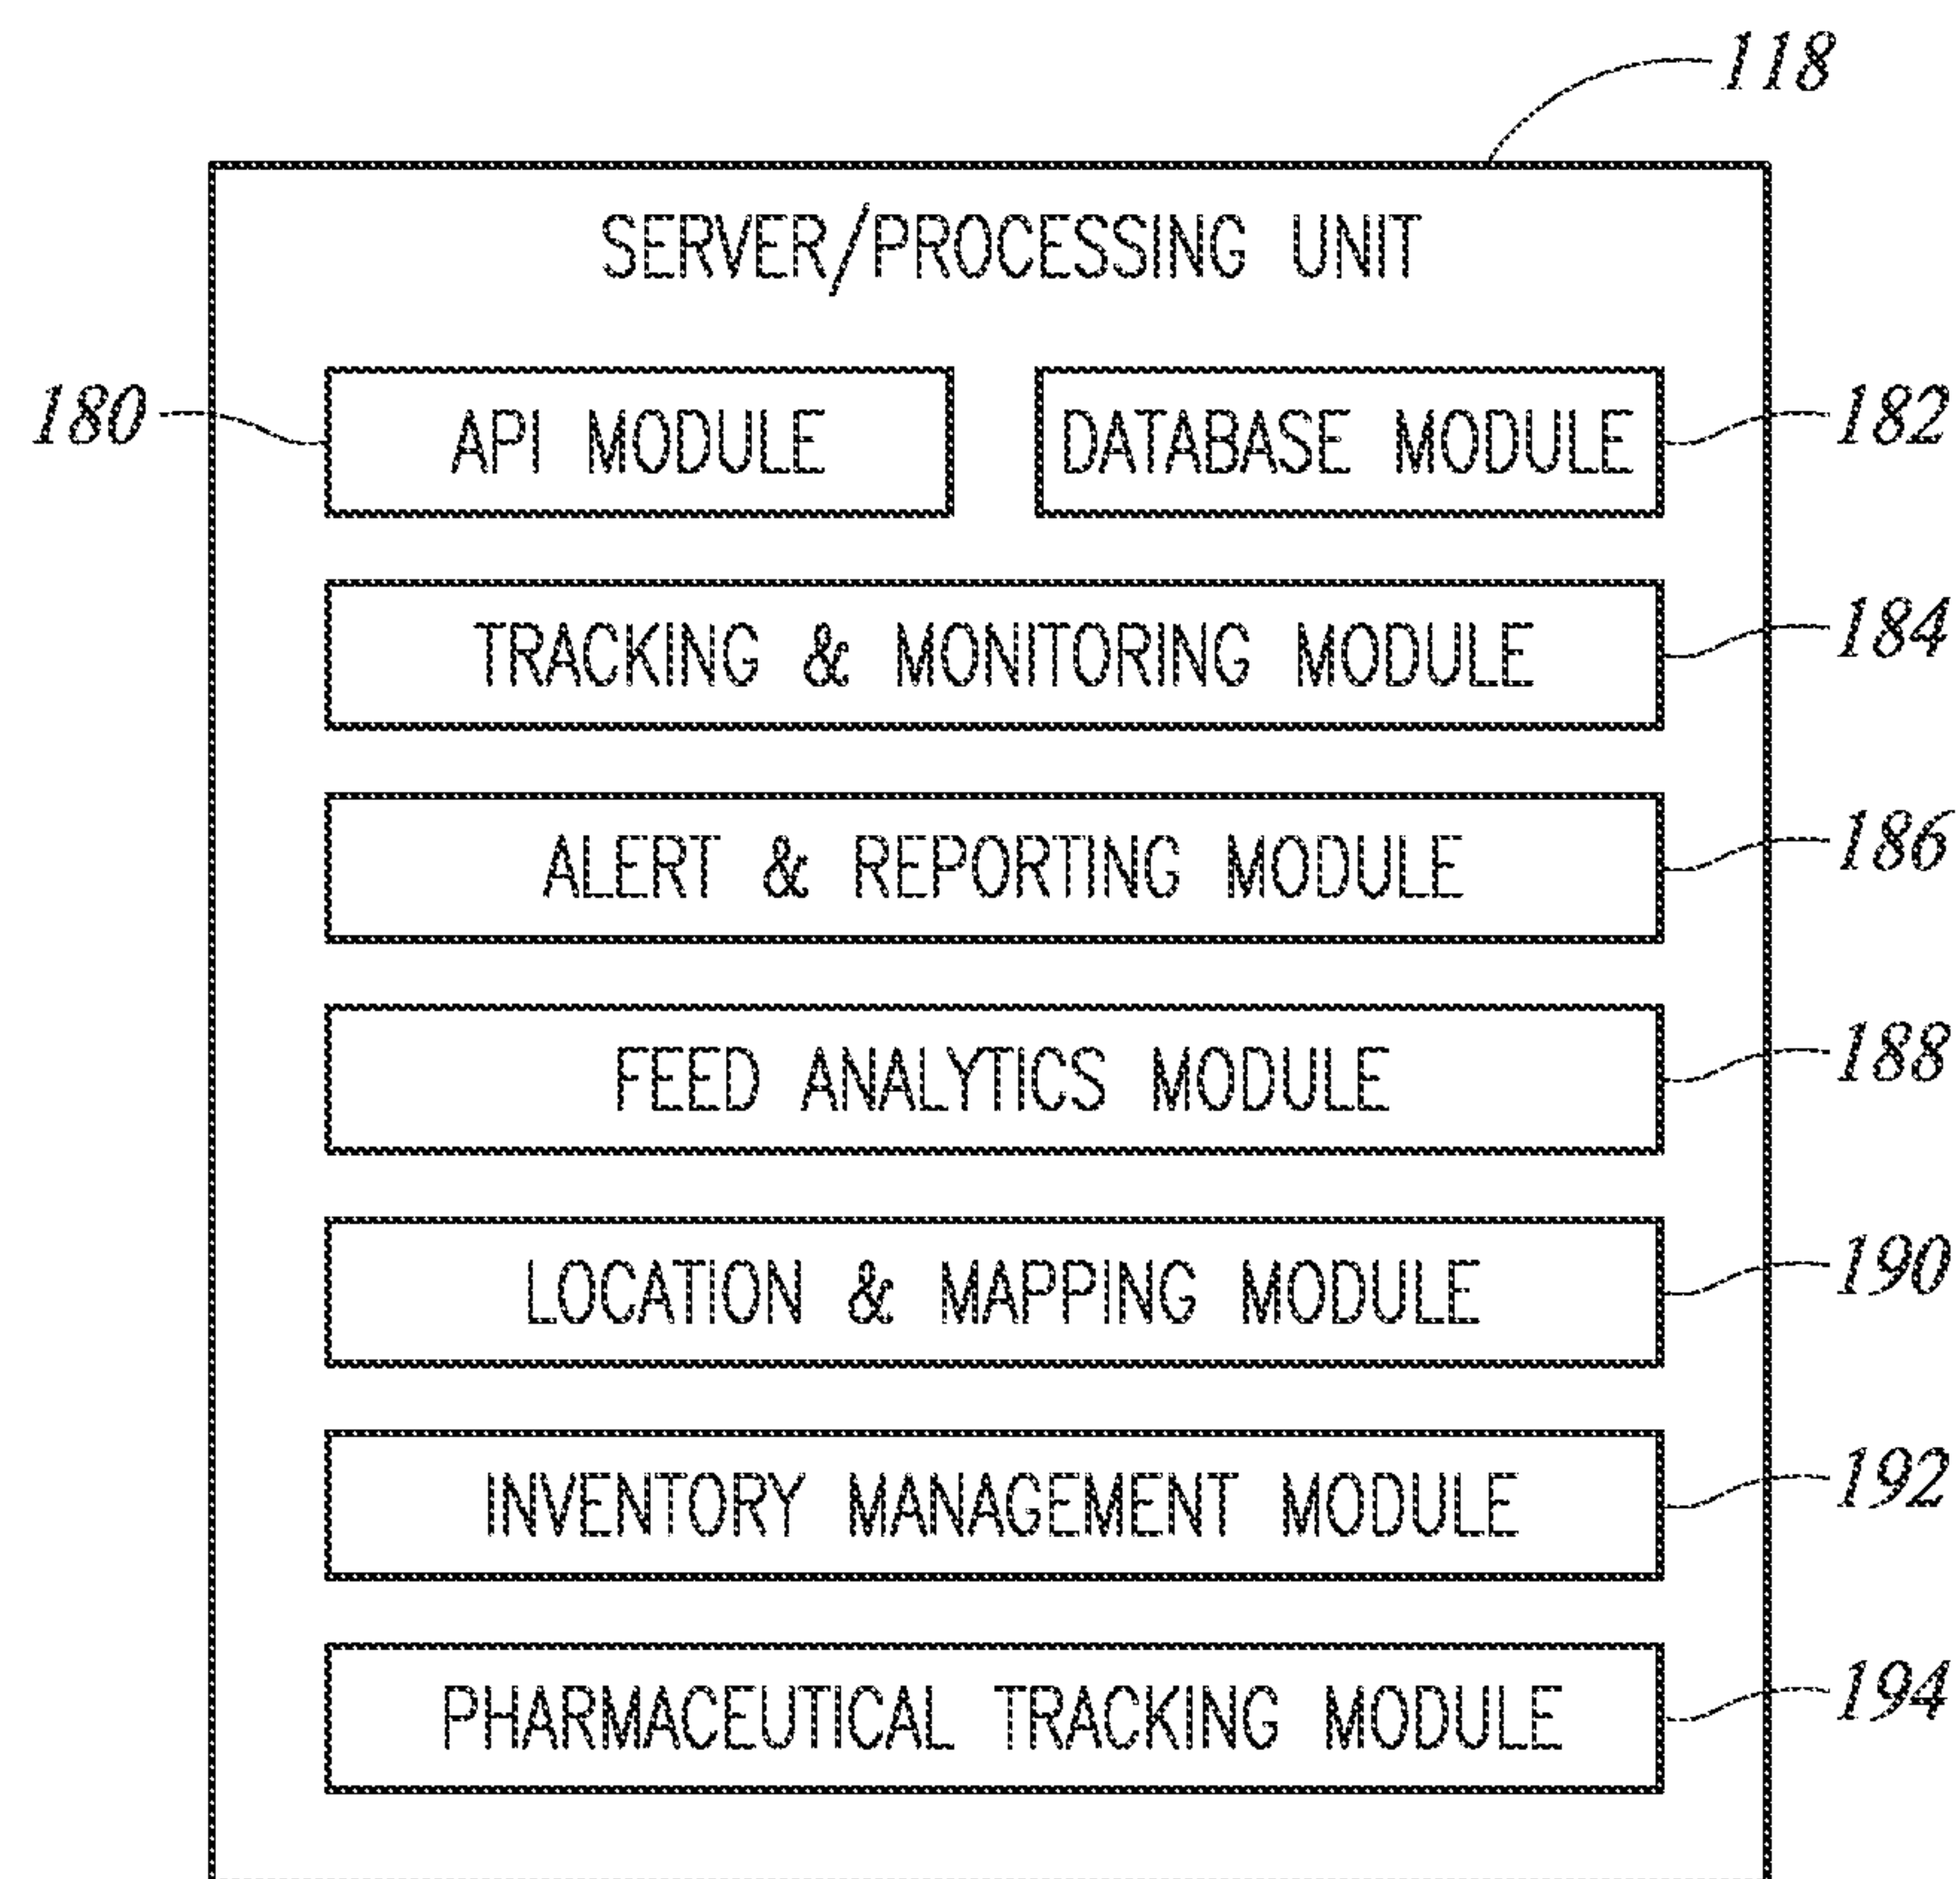 118
SERVER/PROCESSING UNIT
180 API MODULE DATABASE MODULE 182
TRACKING & MONITORING MODULE 184
ALERT & REPORTING MODULE 186
FEED ANALYTICS MODULE 188
LOCATION & MAPPING MODULE 190
INVENTORY MANAGEMENT MODULE 192
PHARMACEUTICAL TRACKING MODULE 194